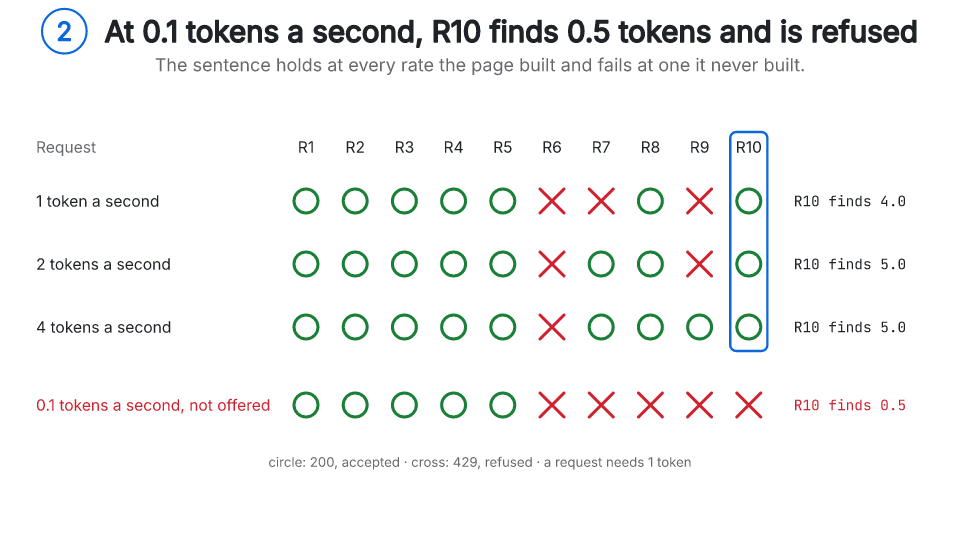 2 At 0.1 tokens a second, R10 finds 0.5 tokens and is refused
The sentence holds at every rate the page built and fails at one it never built.
Request R1 R2 R3 R4 R5 R6 R7 R8 R9 R10
1 token a second R10 finds 4.0
2 tokens a second R10 finds 5.0
4 tokens a second R10 finds 5.0
0.1 tokens a second, not offered R10 finds 0.5
circle: 200, accepted · cross: 429, refused · a request needs 1 token